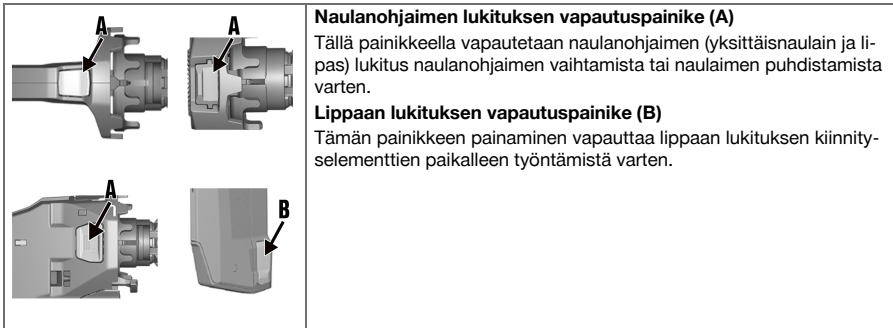 A
A
Naulanohjaimen lukituksen vapautuspainike (A)
Tällä painikkeella vapautetaan naulanohjaimen (yksittäisnaulain ja li-
pas) lukitus naulanohjaimen vaihtamista tai naulaimen puhdistamista
varten.
Lippaan lukituksen vapautuspainike (B)
Tämän painikkeen painaminen vapauttaa lippaan lukituksen kiinnity-
selementtien paikalleen työntämistä varten.
A
B